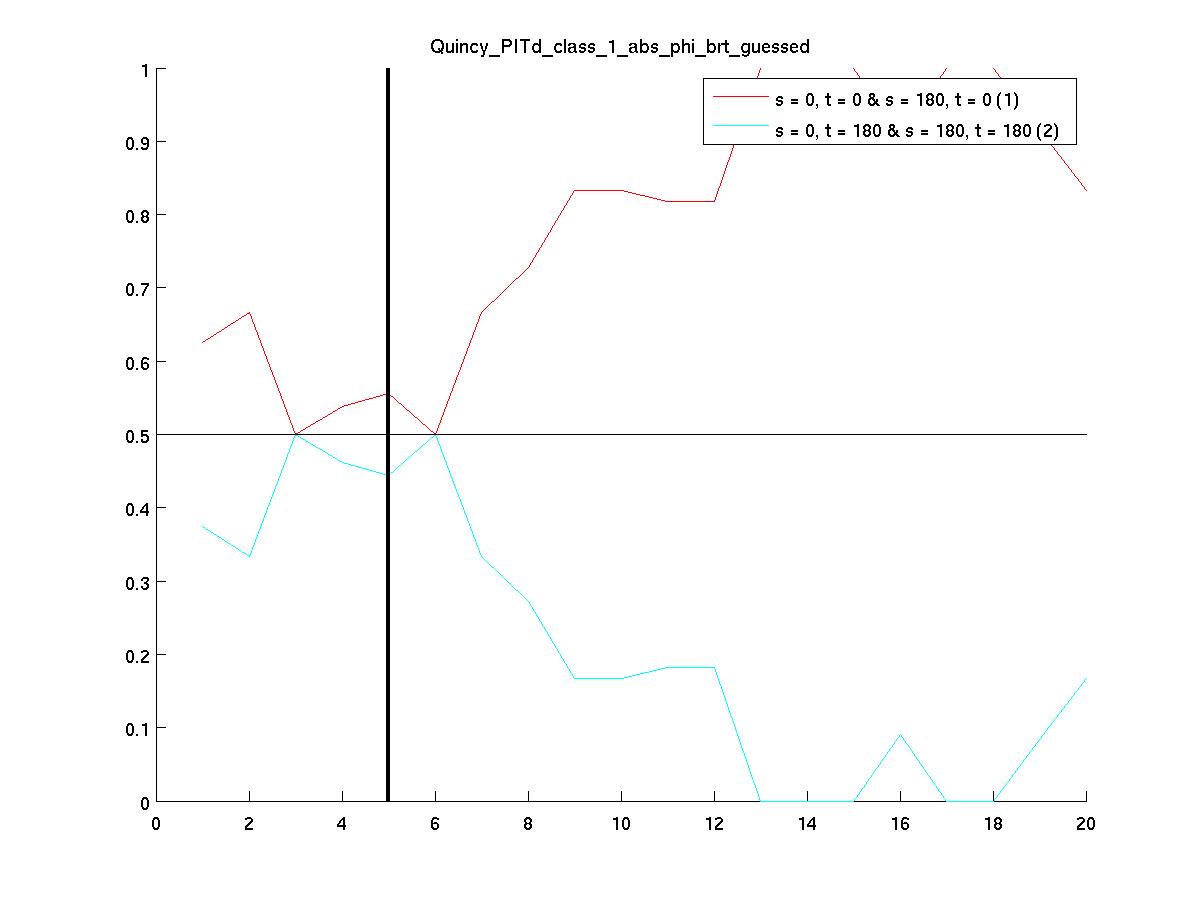 Quincy_PITd_class_1_abs_phi_brt_guessed
1
s = 0, t = 0 & s = 180, t = 0 (1)
s = 0, t = 180 & s = 180, t = 180 (2)
0.9
0.8
0.7
0.6
0.5
0.4
0.3
0.2
0.1
0
0 2 4 6 8 10 12 14 16 18 20